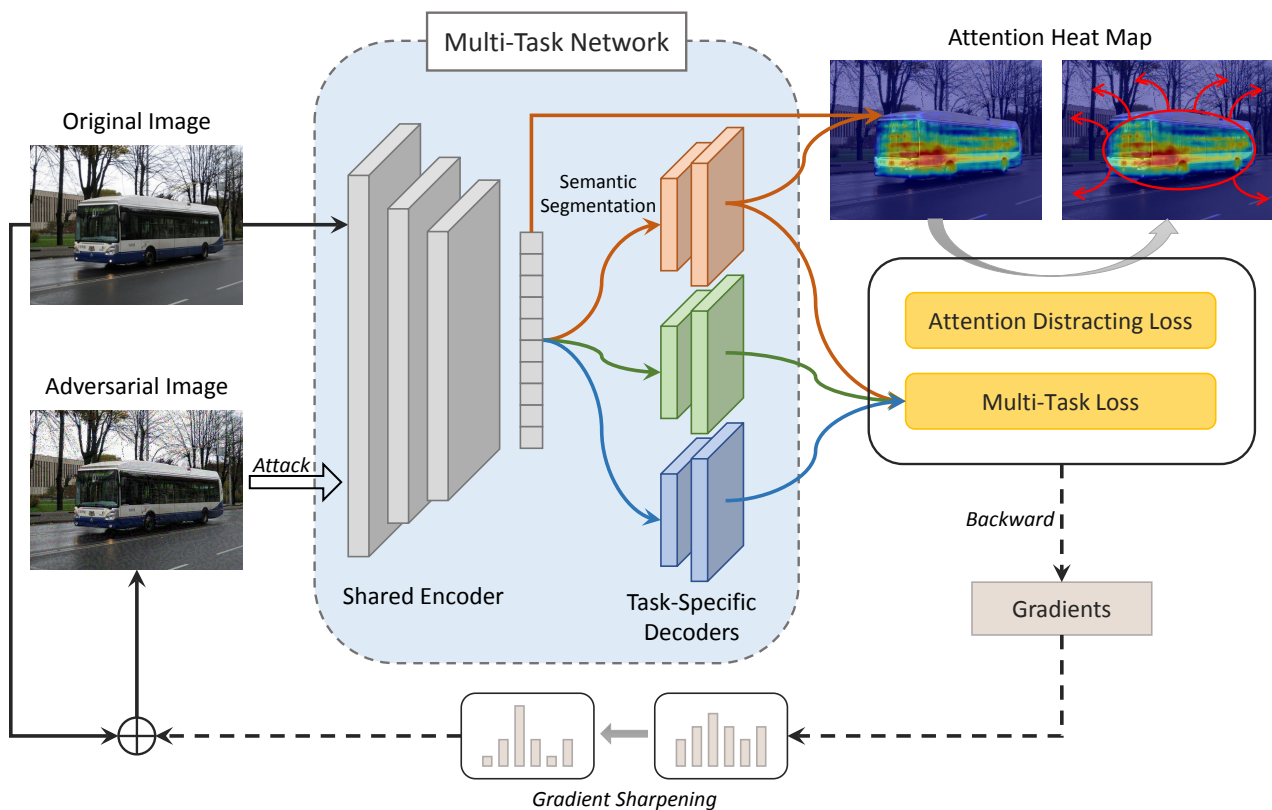 Multi-Task Network
Attention Heat Map
Original Image
Semantic
Segmentation
Attention Distracting Loss
Adversarial Image
Multi-Task Loss
Attack
Backward
Shared Encoder
Task-Specific
Decoders
Gradients
Gradient Sharpening